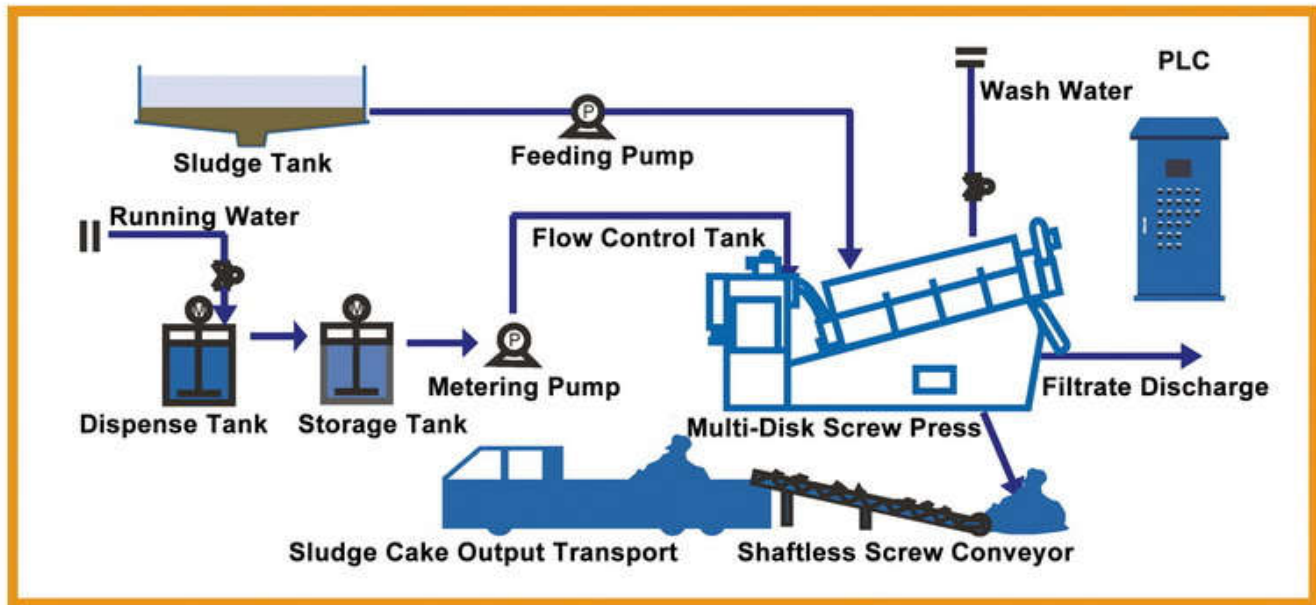 PLC
Wash Water
P
Feeding Pump
Sludge Tank
Running Water
Flow Control Tank
M
M
P
Metering Pump
Filtrate Discharge
Dispense Tank
Storage Tank
Multi-Disk Screw Press
Sludge Cake Output Transport
Shaftless Screw Conveyor